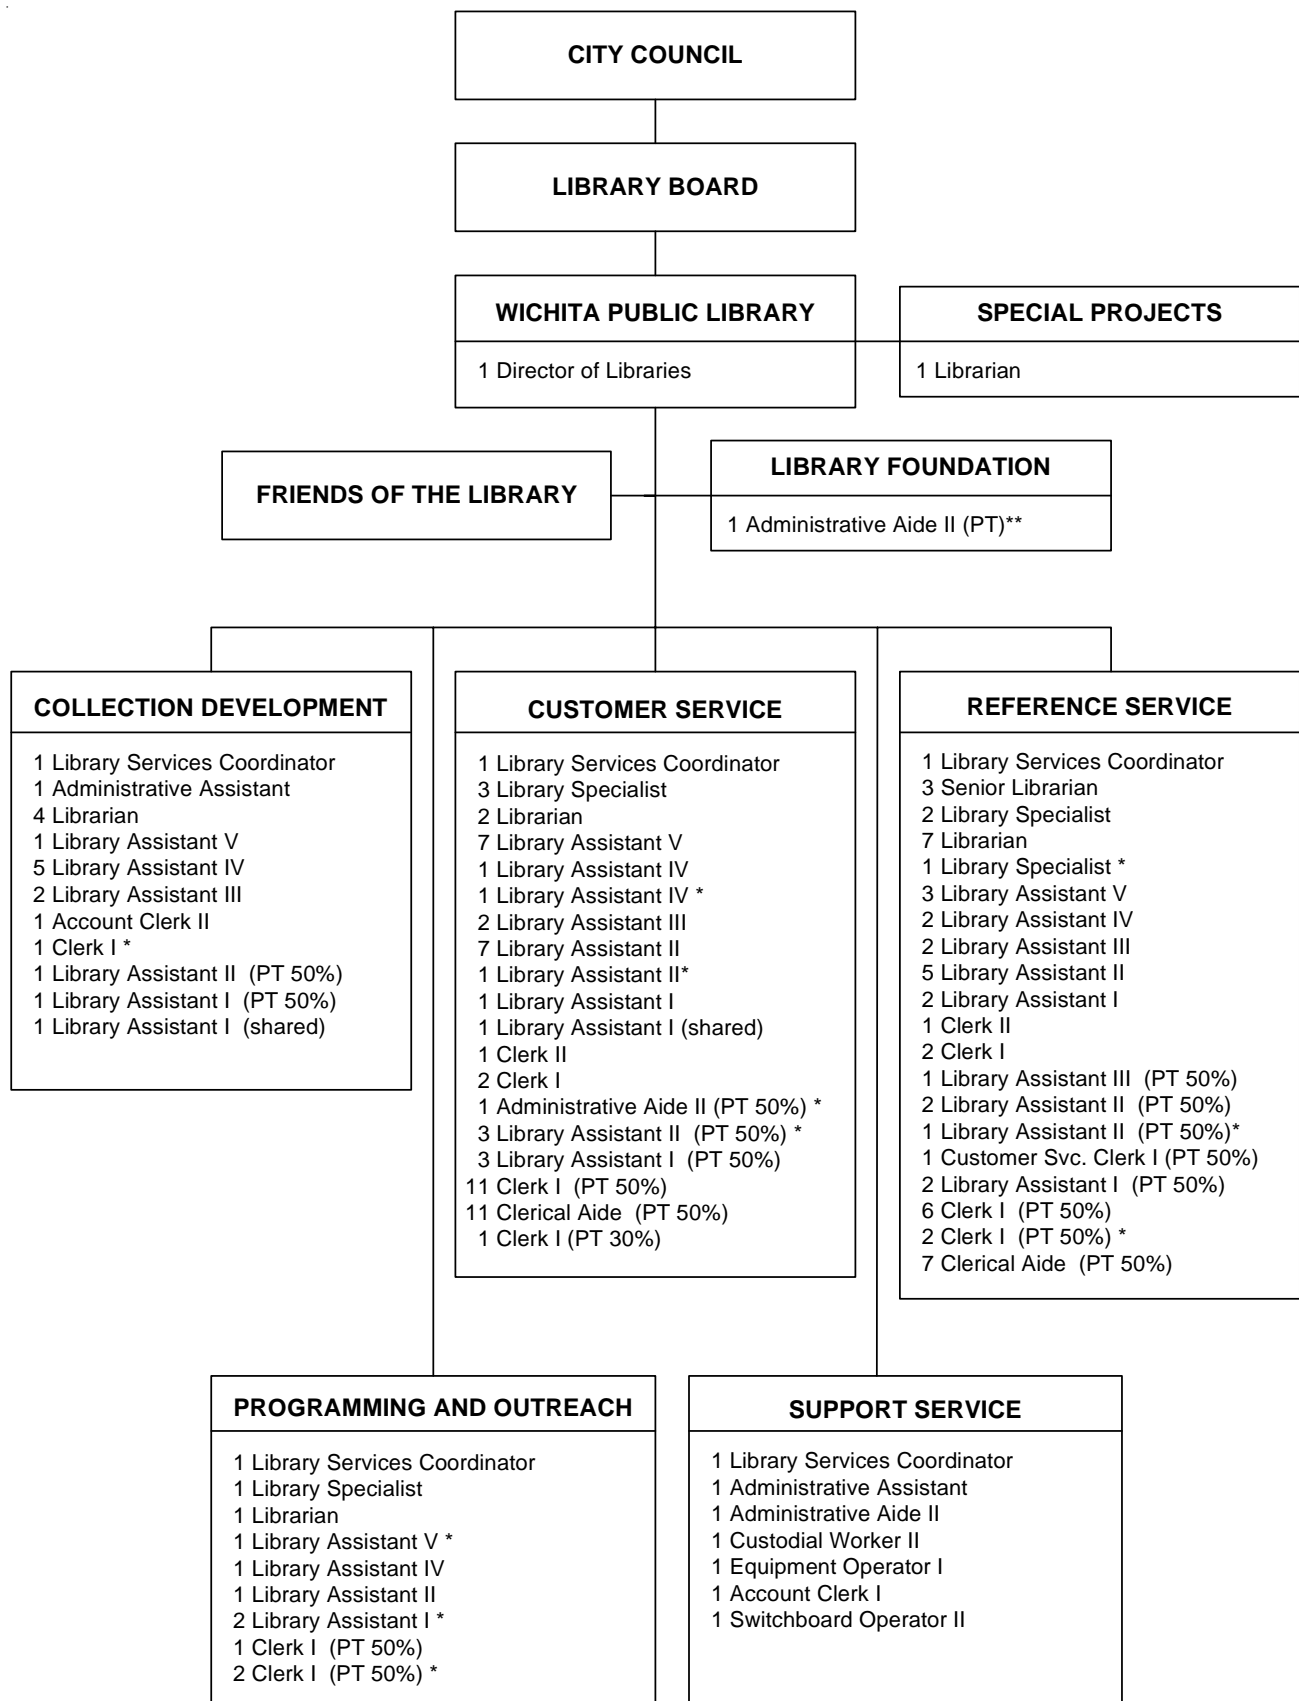 CITY COUNCIL
LIBRARY BOARD
WICHITA PUBLIC LIBRARY
1 Director of Libraries
SPECIAL PROJECTS
1 Librarian
FRIENDS OF THE LIBRARY
LIBRARY FOUNDATION
1 Administrative Aide II (PT)**
COLLECTION DEVELOPMENT
1 Library Services Coordinator
1 Administrative Assistant
4 Librarian
1 Library Assistant V
5 Library Assistant IV
2 Library Assistant III
1 Account Clerk II
1 Clerk I *
1 Library Assistant II (PT 50%)
1 Library Assistant I (PT 50%)
1 Library Assistant I (shared)
CUSTOMER SERVICE
1 Library Services Coordinator
3 Library Specialist
2 Librarian
7 Library Assistant V
1 Library Assistant IV
1 Library Assistant IV *
2 Library Assistant III
7 Library Assistant II
1 Library Assistant II*
1 Library Assistant I
1 Library Assistant I (shared)
1 Clerk II
2 Clerk I
1 Administrative Aide II (PT 50%) *
3 Library Assistant II (PT 50%) *
3 Library Assistant I (PT 50%)
11 Clerk I (PT 50%)
11 Clerical Aide (PT 50%)
1 Clerk I (PT 30%)
REFERENCE SERVICE
1 Library Services Coordinator
3 Senior Librarian
2 Library Specialist
7 Librarian
1 Library Specialist *
3 Library Assistant V
2 Library Assistant IV
2 Library Assistant III
5 Library Assistant II
2 Library Assistant I
1 Clerk II
2 Clerk I
1 Library Assistant III (PT 50%)
2 Library Assistant II (PT 50%)
1 Library Assistant II (PT 50%)*
1 Customer Svc. Clerk I (PT 50%)
2 Library Assistant I (PT 50%)
6 Clerk I (PT 50%)
2 Clerk I (PT 50%) *
7 Clerical Aide (PT 50%)
PROGRAMMING AND OUTREACH
1 Library Services Coordinator
1 Library Specialist
1 Librarian
1 Library Assistant V *
1 Library Assistant IV
1 Library Assistant II
2 Library Assistant I *
1 Clerk I (PT 50%)
2 Clerk I (PT 50%) *
SUPPORT SERVICE
1 Library Services Coordinator
1 Administrative Assistant
1 Administrative Aide II
1 Custodial Worker II
1 Equipment Operator I
1 Account Clerk I
1 Switchboard Operator II